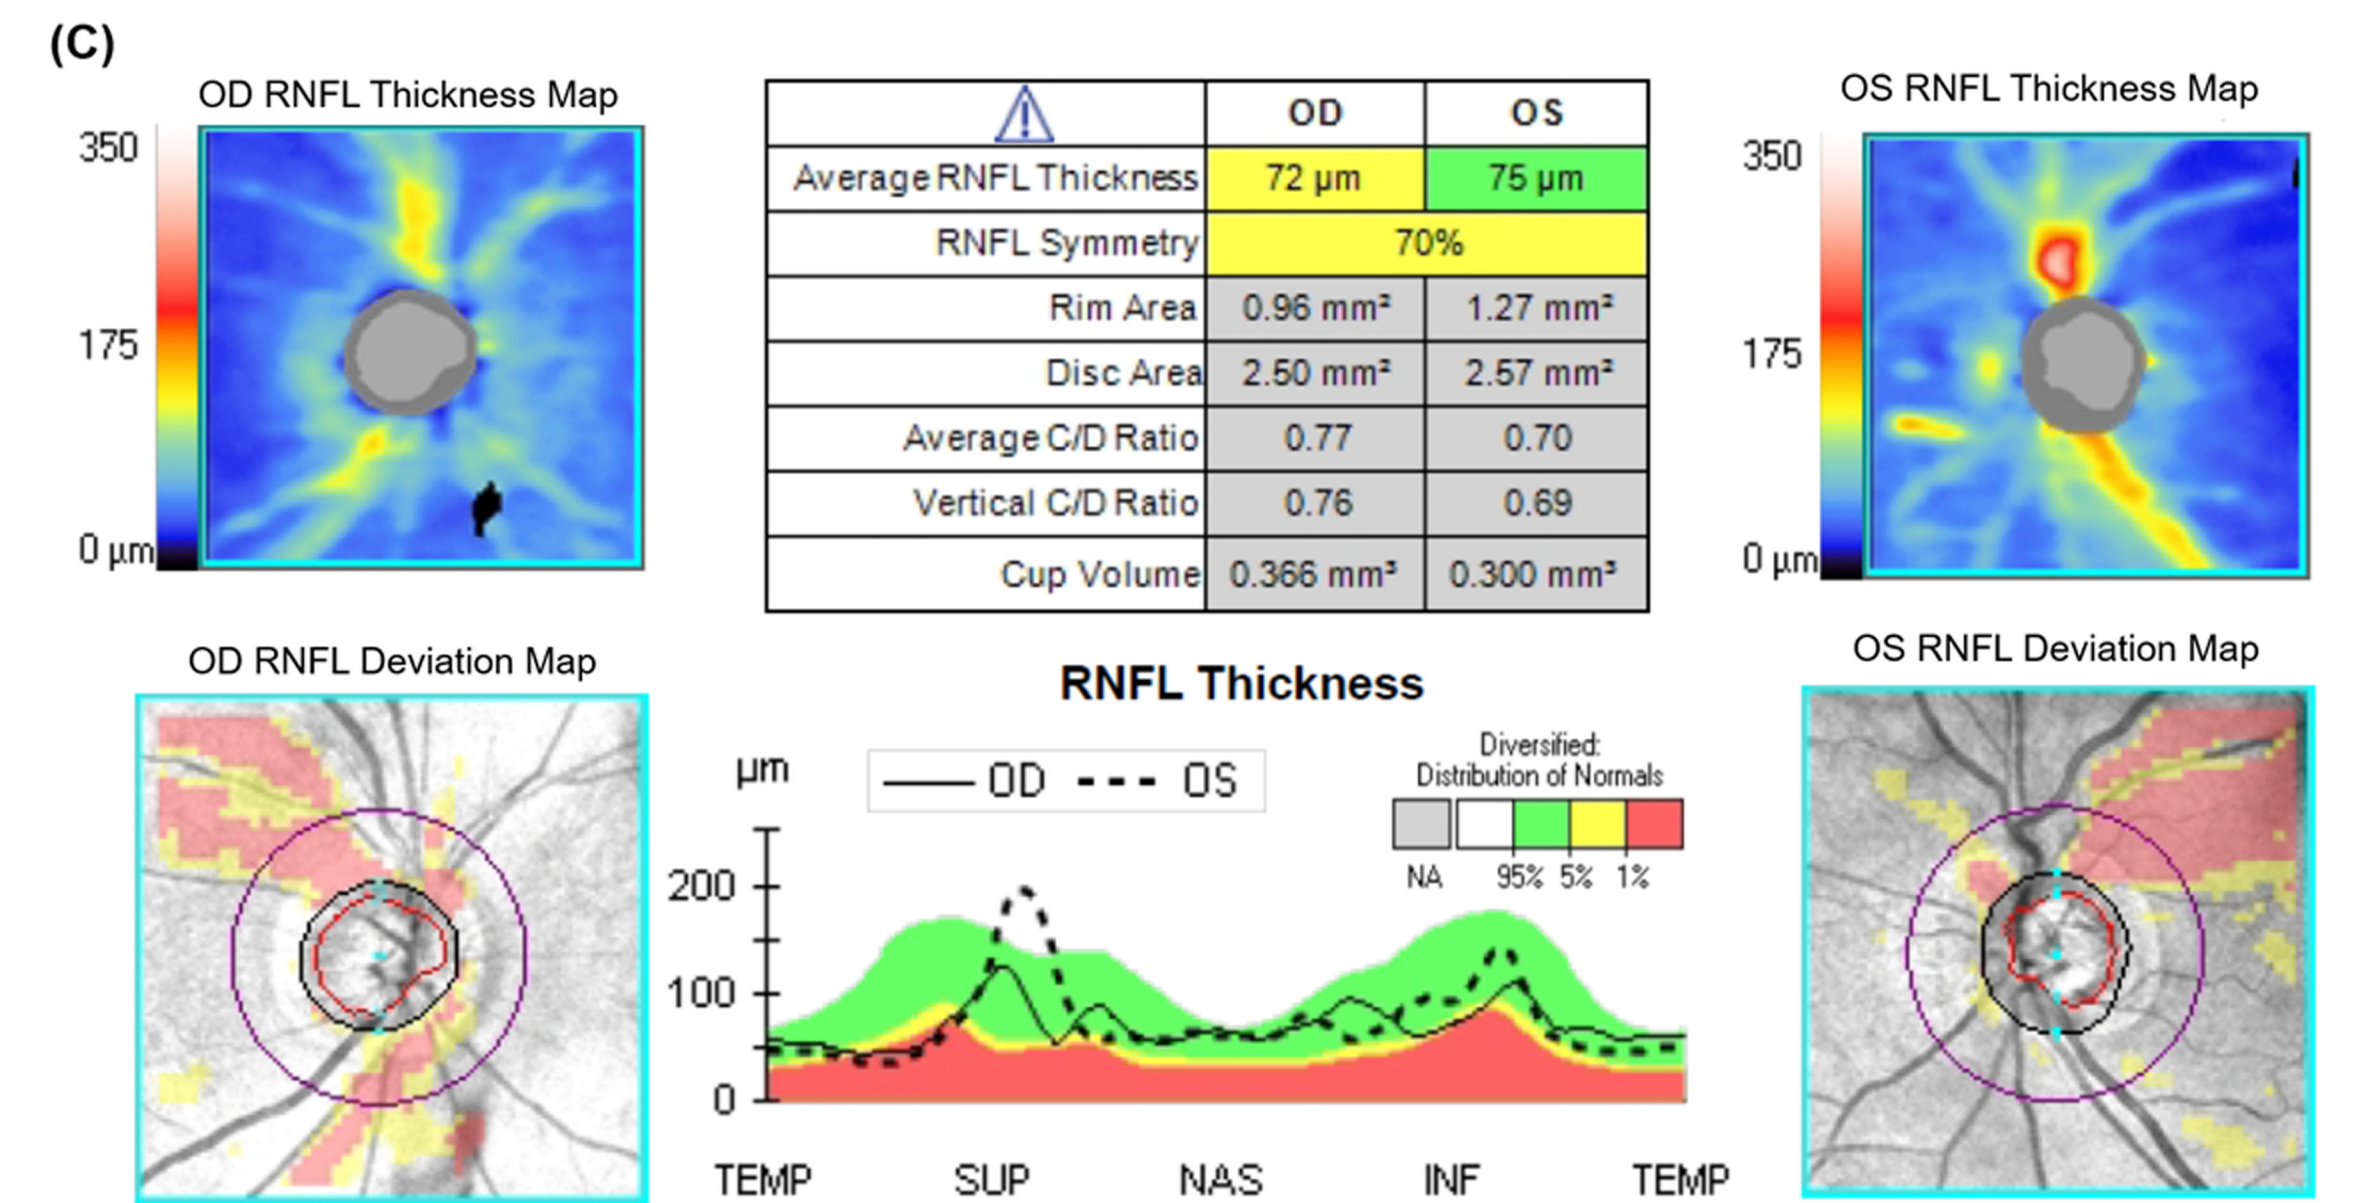 (C)
OD RNFL Thickness Map
350
175
0 µm
OD OS
Average RNFL Thickness 72 µm 75 µm
RNFL Symmetry 70%
Rim Area 0.96 mm² 1.27 mm²
Disc Area 2.50 mm² 2.57 mm²
Average C/D Ratio 0.77 0.70
Vertical C/D Ratio 0.76 0.69
Cup Volume 0.366 mm³ 0.300 mm³
OS RNFL Thickness Map
350
175
0 µm
OD RNFL Deviation Map
RNFL Thickness
µm
OD OS
Diversified:
Distribution of Normals
NA 95% 5% 1%
200
100
0
TEMP SUP NAS INF TEMP
OS RNFL Deviation Map